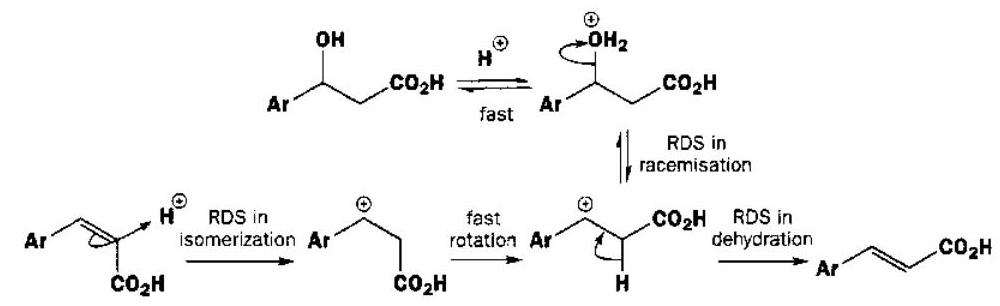 OH
H⊕
⊕
OH₂
Ar
CO₂H
fast
Ar
CO₂H
RDS in
racemisation
Ar
H⊕
CO₂H
RDS in
isomerization
⊕
Ar
CO₂H
fast
rotation
⊕
Ar
CO₂H
H
RDS in
dehydration
Ar
CO₂H